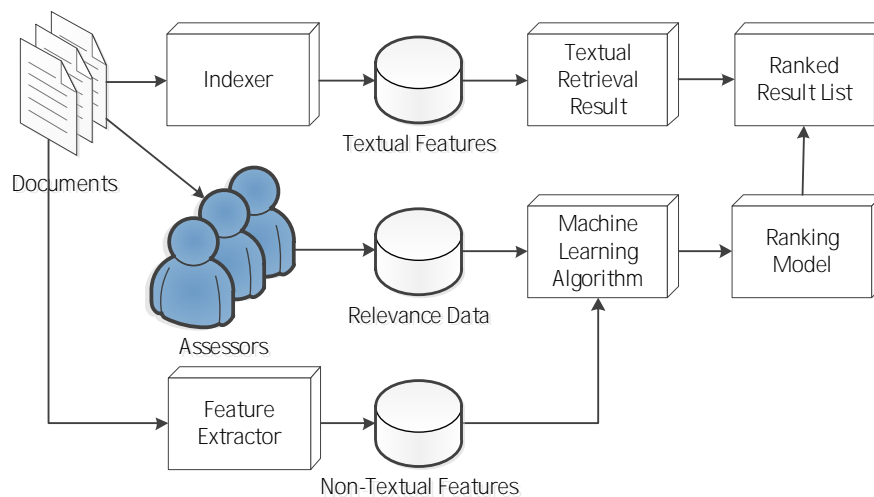 Documents
Indexer
Textual Features
Textual
Retrieval
Result
Ranked
Result List
Assessors
Relevance Data
Machine
Learning
Algorithm
Ranking
Model
Feature
Extractor
Non-Textual Features